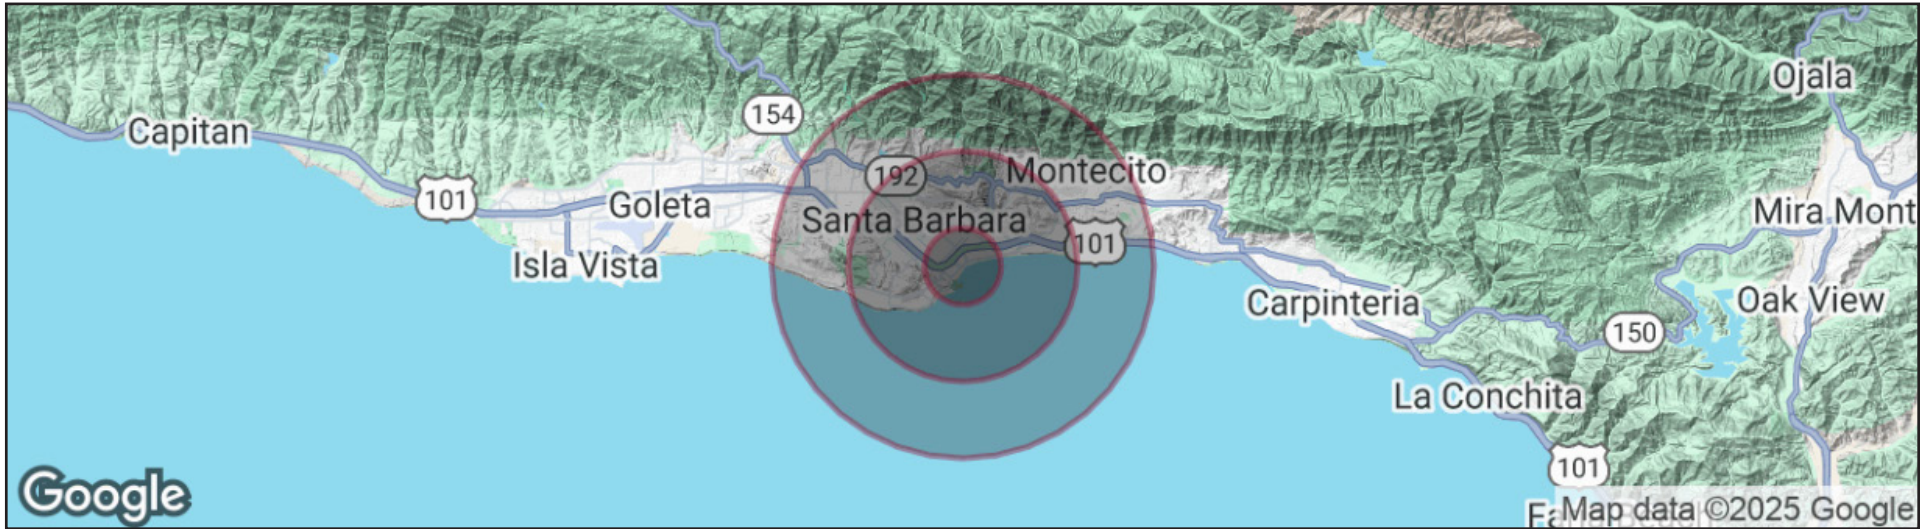 Ojala
154
Capitan
192
Montecito
101
Goleta
Santa Barbara
Mira Mont
101
Isla Vista
Carpinteria
Oak View
150
La Conchita
101
Google
Map data ©2025 Google